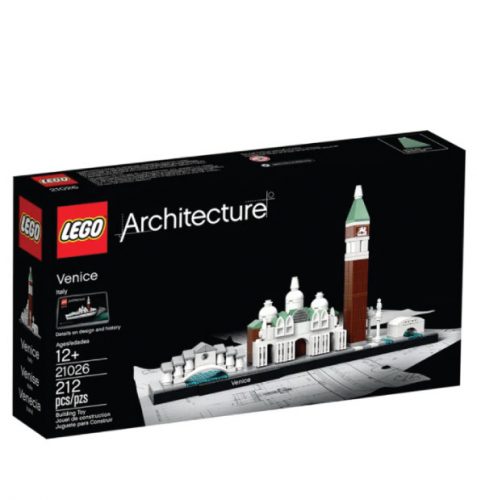 21026
LEGO
LEGO
Architecture
Venice
Italy
Details on design and history
Ages/edades
12+
21026
212
pcs/pzs
Building Toy
Jouet de construction
Juguete para Construir
Venice
Venise
Venecia
Venice